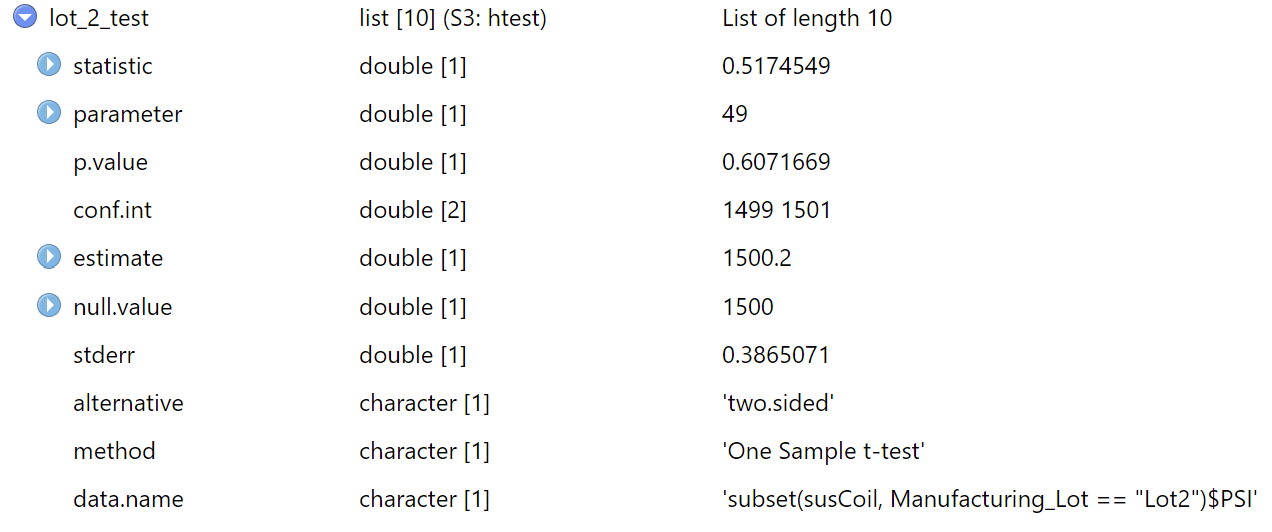 lot_2_test list [10] (S3: htest) List of length 10
statistic double [1] 0.5174549
parameter double [1] 49
p.value double [1] 0.6071669
conf.int double [2] 1499 1501
estimate double [1] 1500.2
null.value double [1] 1500
stderr double [1] 0.3865071
alternative character [1] 'two.sided'
method character [1] 'One Sample t-test'
data.name character [1] 'subset(susCoil, Manufacturing_Lot == "Lot2")$PSI'